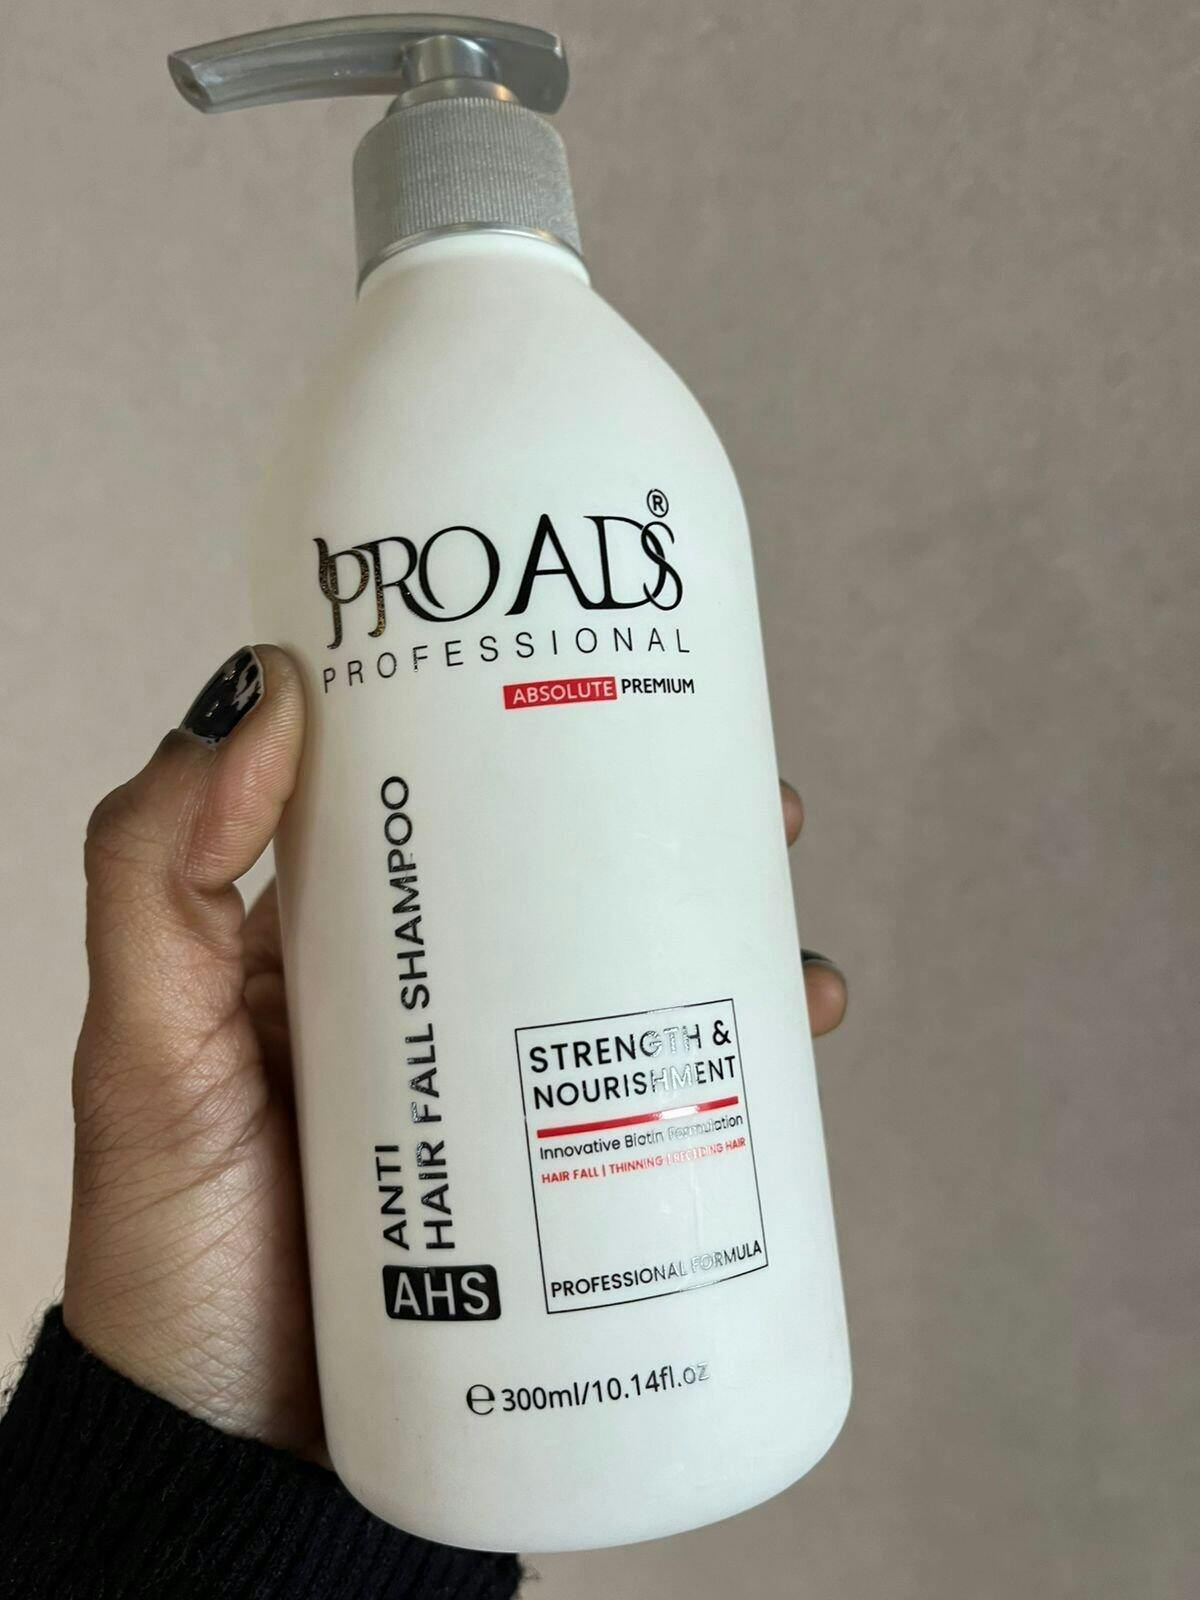 PROADS®
PROFESSIONAL
ABSOLUTE PREMIUM
ANTI
HAIR FALL SHAMPOO
AHS
STRENGTH &
NOURISHMENT
Innovative Biotin Formulation
HAIR FALL | THINNING | RECEDING HAIR
PROFESSIONAL FORMULA
℮ 300ml/10.14fl.oz